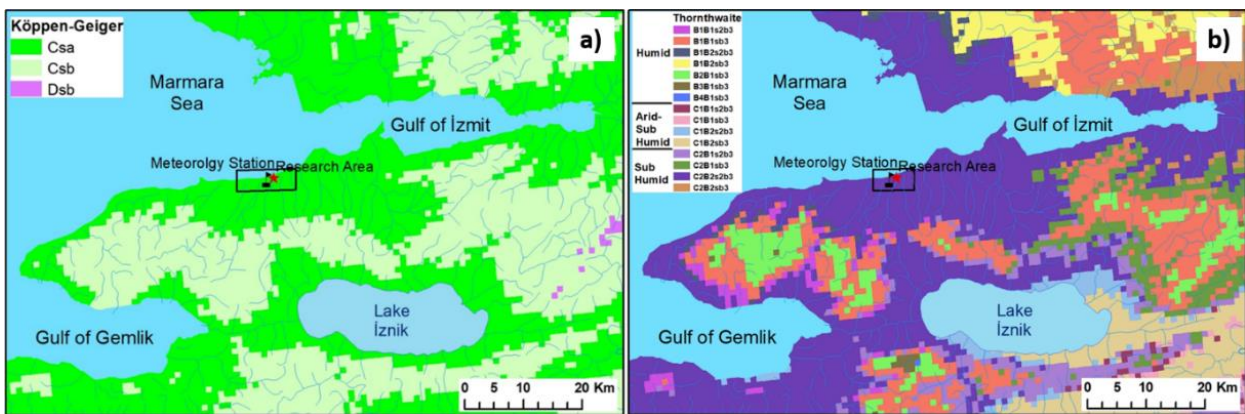 Köppen-Geiger
Csa
Csb
Dsb
a)
Marmara
Sea
Gulf of İzmit
Meteorolgy Station
Research Area
Lake
İznik
Gulf of Gemlik
0 5 10 20 Km
Thornthwaite
Humid
B1B1s2b3
B1B1sb3
B1B2s2b3
B1B2sb3
B2B1sb3
B3B1sb3
B4B1sb3
Arid-
Sub
Humid
C1B1s2b3
C1B1sb3
C1B2s2b3
Sub
Humid
C2B1s2b3
C2B2s2b3
C2B2sb3
b)
Marmara
Sea
Gulf of İzmit
Meteorolgy Station
Research Area
Lake
İznik
Gulf of Gemlik
0 5 10 20 Km